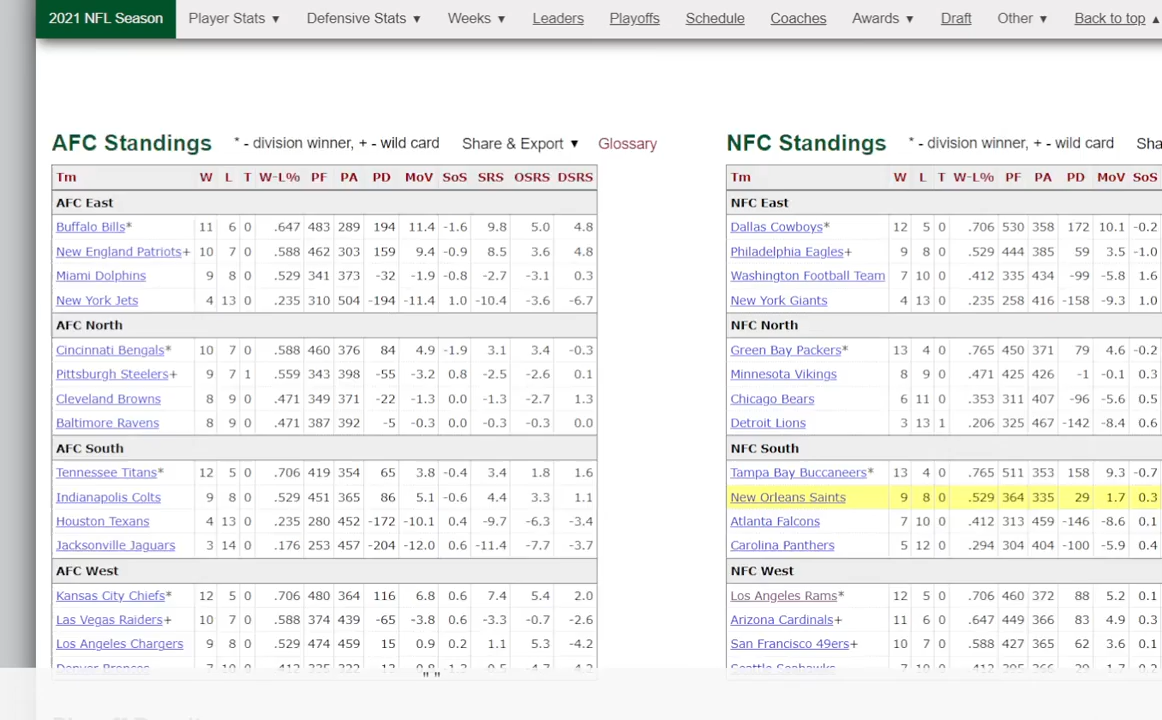 2021 NFL Season Player Stats ▼ Defensive Stats ▼ Weeks ▼ Leaders Playoffs Schedule Coaches Awards ▼ Draft Other ▼ Back to top ▲
AFC Standings * - division winner, + - wild card Share & Export ▼ Glossary
Tm W L T W-L% PF PA PD MoV SoS SRS OSRS DSRS
AFC East
Buffalo Bills* 11 6 0 .647 483 289 194 11.4 -1.6 9.8 5.0 4.8
New England Patriots+ 10 7 0 .588 462 303 159 9.4 -0.9 8.5 3.6 4.8
Miami Dolphins 9 8 0 .529 341 373 -32 -1.9 -0.8 -2.7 -3.1 0.3
New York Jets 4 13 0 .235 310 504 -194 -11.4 1.0 -10.4 -3.6 -6.7
AFC North
Cincinnati Bengals* 10 7 0 .588 460 376 84 4.9 -1.9 3.1 3.4 -0.3
Pittsburgh Steelers+ 9 7 1 .559 343 398 -55 -3.2 0.8 -2.5 -2.6 0.1
Cleveland Browns 8 9 0 .471 349 371 -22 -1.3 0.0 -1.3 -2.7 1.3
Baltimore Ravens 8 9 0 .471 387 392 -5 -0.3 0.0 -0.3 -0.3 0.0
AFC South
Tennessee Titans* 12 5 0 .706 419 354 65 3.8 -0.4 3.4 1.8 1.6
Indianapolis Colts 9 8 0 .529 451 365 86 5.1 -0.6 4.4 3.3 1.1
Houston Texans 4 13 0 .235 280 452 -172 -10.1 0.4 -9.7 -6.3 -3.4
Jacksonville Jaguars 3 14 0 .176 253 457 -204 -12.0 0.6 -11.4 -7.7 -3.7
AFC West
Kansas City Chiefs* 12 5 0 .706 480 364 116 6.8 0.6 7.4 5.4 2.0
Las Vegas Raiders+ 10 7 0 .588 374 439 -65 -3.8 0.6 -3.3 -0.7 -2.6
Los Angeles Chargers 9 8 0 .529 474 459 15 0.9 0.2 1.1 5.3 -4.2
Denver Broncos
" "
NFC Standings * - division winner, + - wild card Sha
Tm W L T W-L% PF PA PD MoV SoS
NFC East
Dallas Cowboys* 12 5 0 .706 530 358 172 10.1 -0.2
Philadelphia Eagles+ 9 8 0 .529 444 385 59 3.5 -1.0
Washington Football Team 7 10 0 .412 335 434 -99 -5.8 1.6
New York Giants 4 13 0 .235 258 416 -158 -9.3 1.0
NFC North
Green Bay Packers* 13 4 0 .765 450 371 79 4.6 -0.2
Minnesota Vikings 8 9 0 .471 425 426 -1 -0.1 0.3
Chicago Bears 6 11 0 .353 311 407 -96 -5.6 0.5
Detroit Lions 3 13 1 .206 325 467 -142 -8.4 0.6
NFC South
Tampa Bay Buccaneers* 13 4 0 .765 511 353 158 9.3 -0.7
New Orleans Saints 9 8 0 .529 364 335 29 1.7 0.3
Atlanta Falcons 7 10 0 .412 313 459 -146 -8.6 0.1
Carolina Panthers 5 12 0 .294 304 404 -100 -5.9 0.4
NFC West
Los Angeles Rams* 12 5 0 .706 460 372 88 5.2 0.1
Arizona Cardinals+ 11 6 0 .647 449 366 83 4.9 0.3
San Francisco 49ers+ 10 7 0 .588 427 365 62 3.6 0.1
Seattle Seahawks